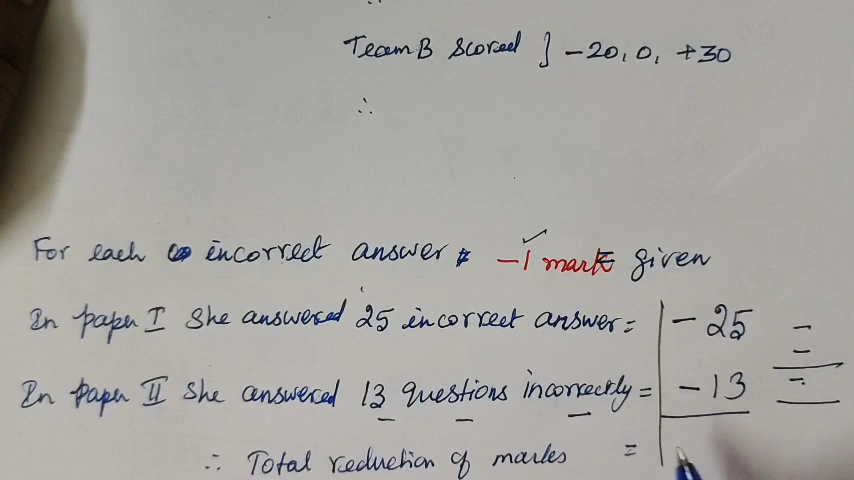 ∴
Team B Scored } -20, 0, +30
∴
For each incorrect answer -1 mark given
In paper I She answered 25 incorrect answer = -25
In paper II She answered 13 questions incorrectly = -13
∴ Total reduction of marks =